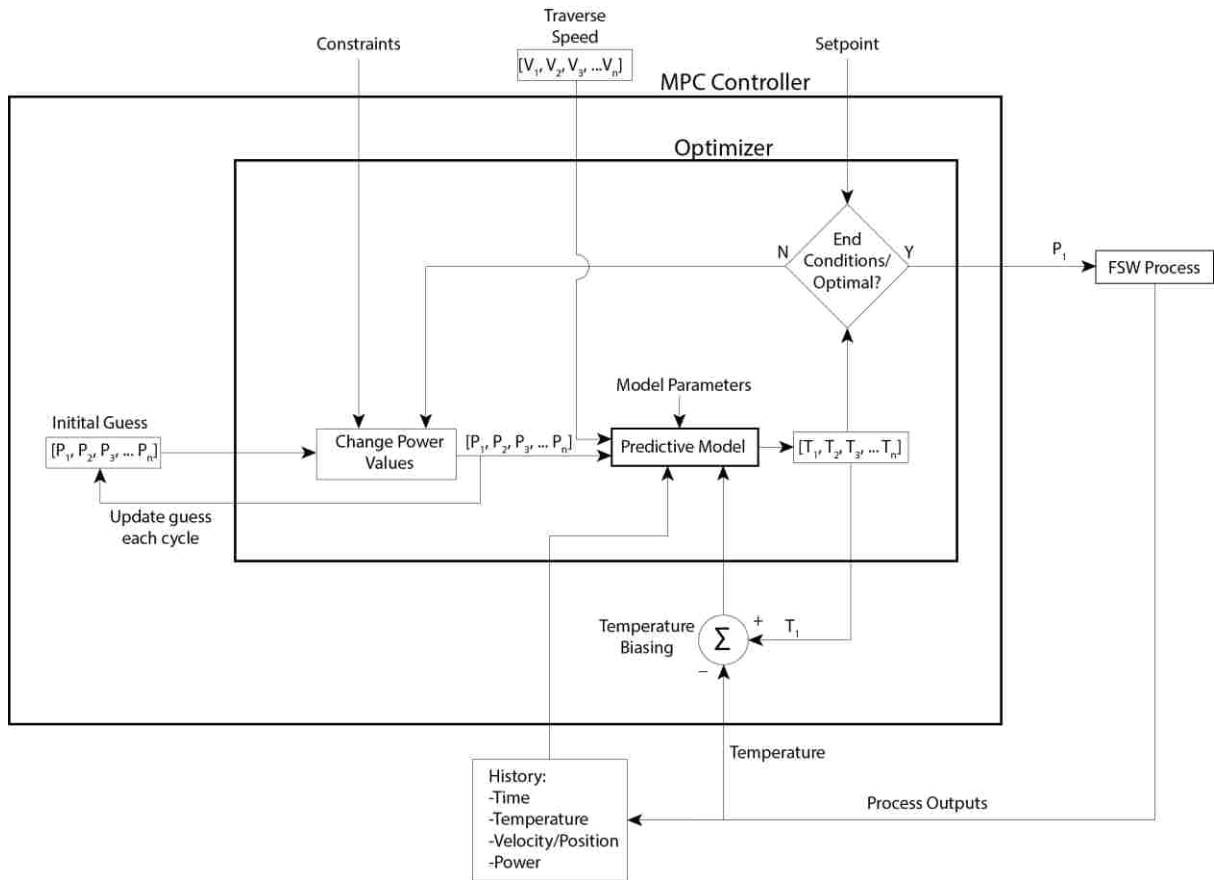 Traverse
Speed
Constraints
Setpoint
[V1, V2, V3, ...Vn]
MPC Controller
Optimizer
N
End
Conditions/
Optimal?
Y
P1
FSW Process
Model Parameters
Initital Guess
[P1, P2, P3, ... Pn]
Change Power
Values
[P1, P2, P3, ... Pn]
Predictive Model
[T1, T2, T3, ...Tn]
Update guess
each cycle
Temperature
Biasing
Σ
+
T1
−
Temperature
History:
-Time
-Temperature
-Velocity/Position
-Power
Process Outputs